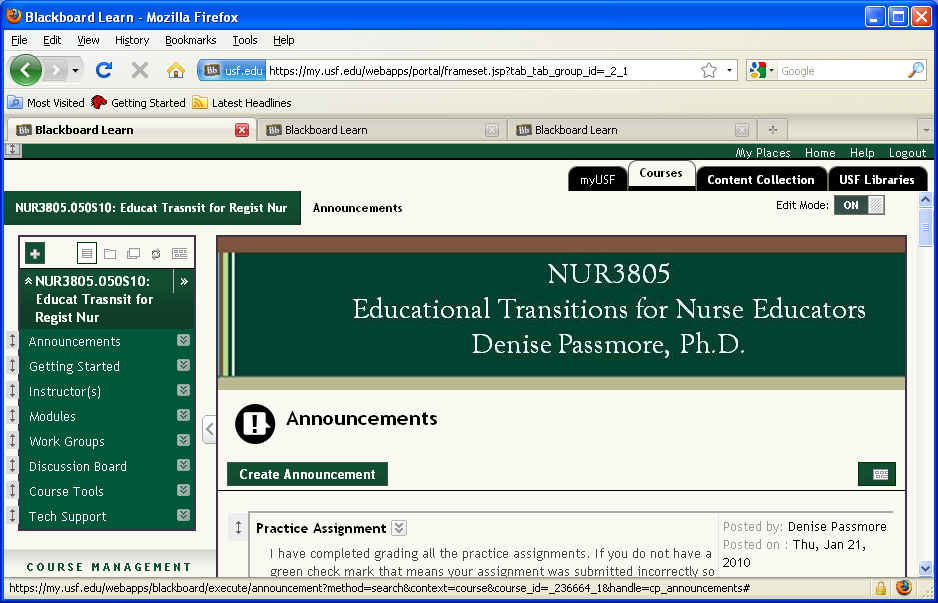 Blackboard Learn - Mozilla Firefox
File Edit View History Bookmarks Tools Help
Bb usf.edu https://my.usf.edu/webapps/portal/frameset.jsp?tab_tab_group_id=_2_1 Google
Most Visited Getting Started Latest Headlines
Bb Blackboard Learn Bb Blackboard Learn Bb Blackboard Learn
My Places Home Help Logout
myUSF Courses Content Collection USF Libraries
NUR3805.050S10: Educat Trasnsit for Regist Nur Announcements Edit Mode: ON
NUR3805.050S10:
Educat Trasnsit for
Regist Nur
Announcements
Getting Started
Instructor(s)
Modules
Work Groups
Discussion Board
Course Tools
Tech Support
COURSE MANAGEMENT
NUR3805
Educational Transitions for Nurse Educators
Denise Passmore, Ph.D.
Announcements
Create Announcement
Practice Assignment
I have completed grading all the practice assignments. If you do not have a
green check mark that means your assignment was submitted incorrectly so
Posted by: Denise Passmore
Posted on : Thu, Jan 21,
2010
https://my.usf.edu/webapps/blackboard/execute/announcement?method=search&context=course&course_id=_236664_1&handle=cp_announcements#